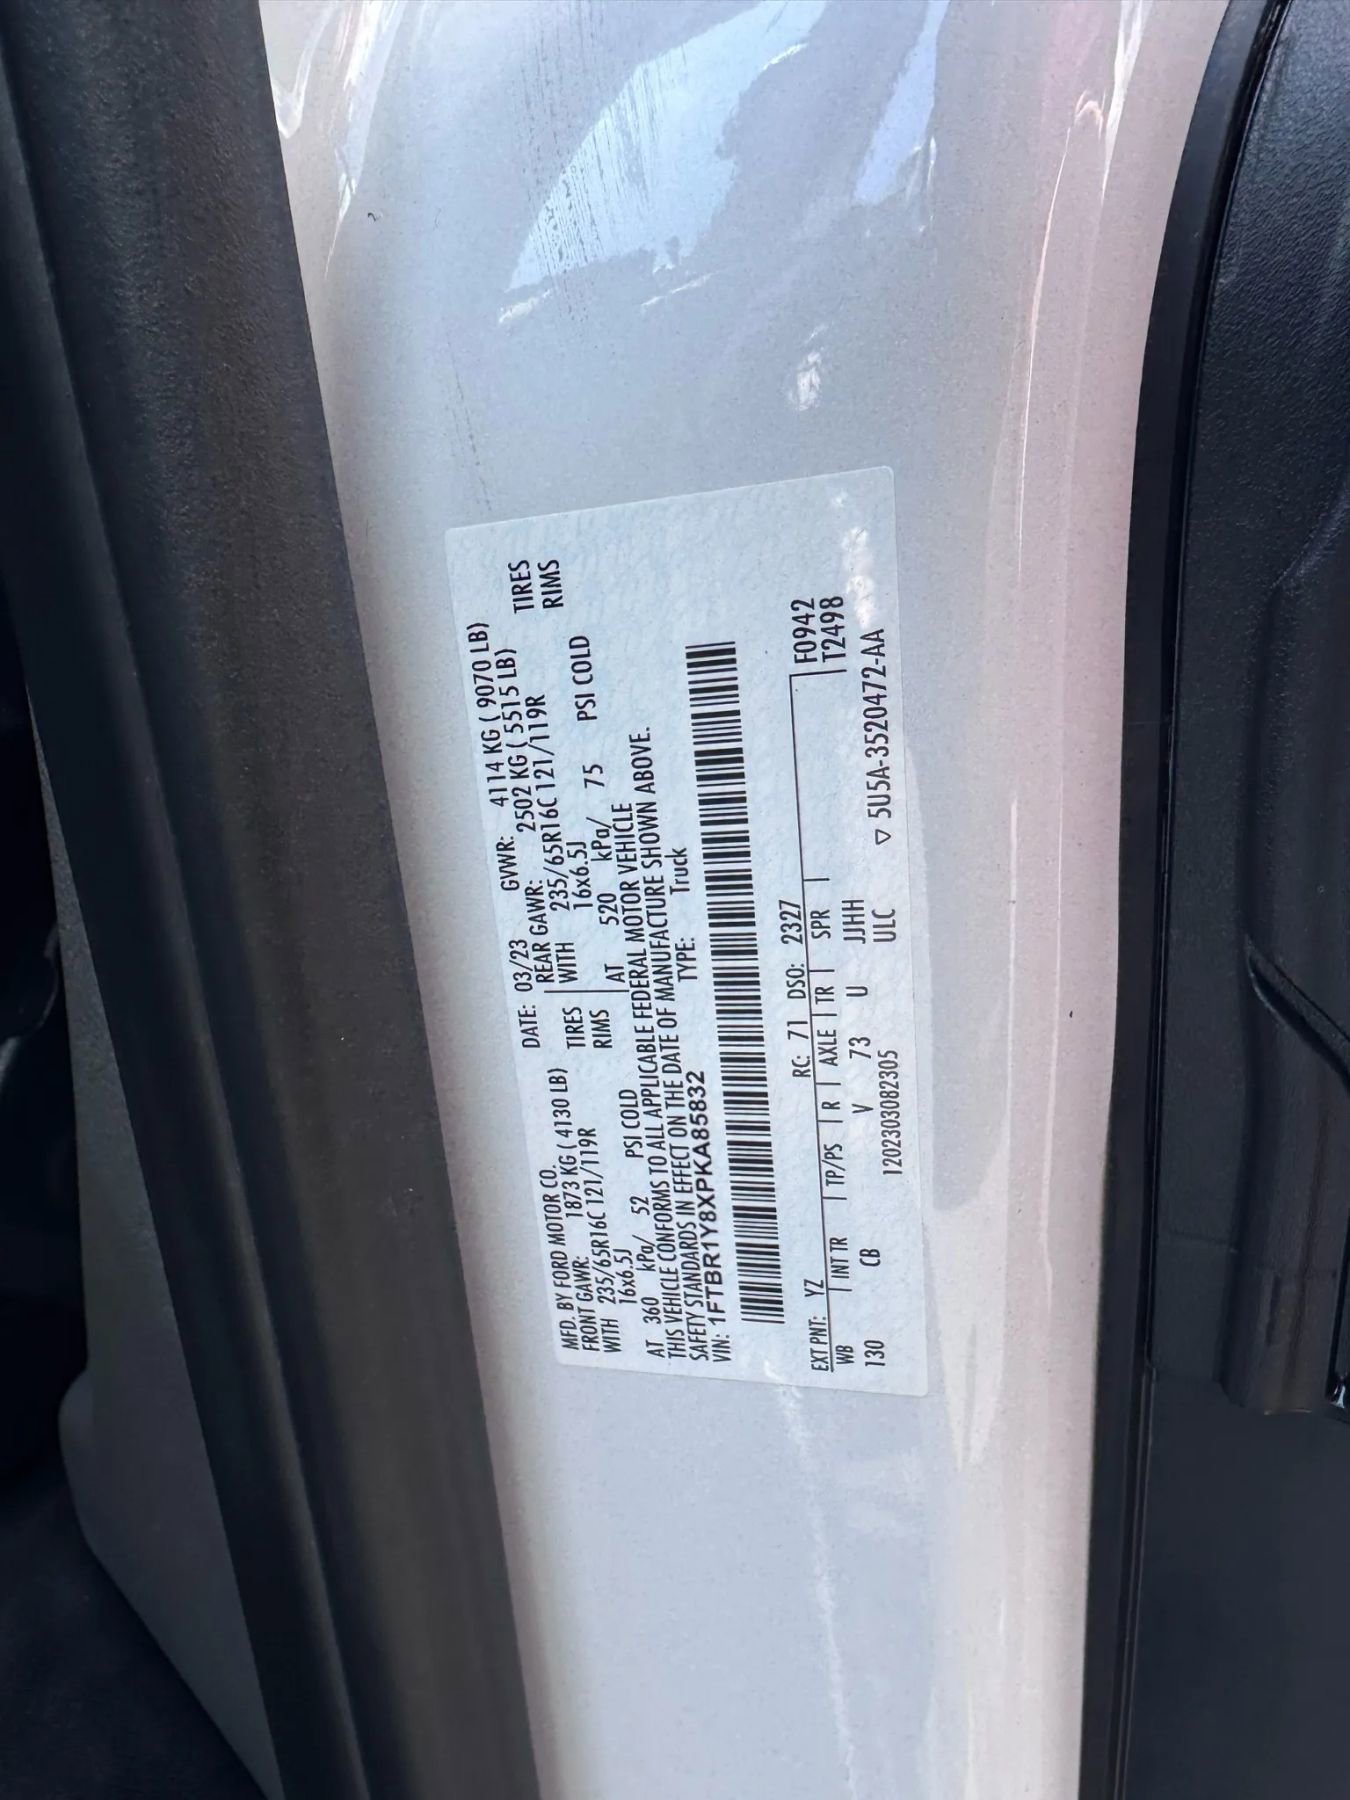 MFD. BY FORD MOTOR CO. DATE: 03/23 GVWR: 4114 KG ( 9070 LB)
FRONT GAWR: 1873 KG ( 4130 LB) REAR GAWR: 2502 KG ( 5515 LB)
WITH 235/65R16C 121/119R TIRES WITH 235/65R16C 121/119R TIRES
16x6.5J RIMS 16x6.5J RIMS
AT 360 kPa/ 52 PSI COLD AT 520 kPa/ 75 PSI COLD
THIS VEHICLE CONFORMS TO ALL APPLICABLE FEDERAL MOTOR VEHICLE
SAFETY STANDARDS IN EFFECT ON THE DATE OF MANUFACTURE SHOWN ABOVE.
VIN: 1FTBR1Y8XPKA85832 TYPE: Truck
EXT PNT: YZ RC: 71 DSO: 2327 F0942
WB INT TR TP/PS R AXLE TR SPR T2498
130 CB V 73 U JJHH
120230308 2305 ULC ▽ 5U5A-3520472-AA